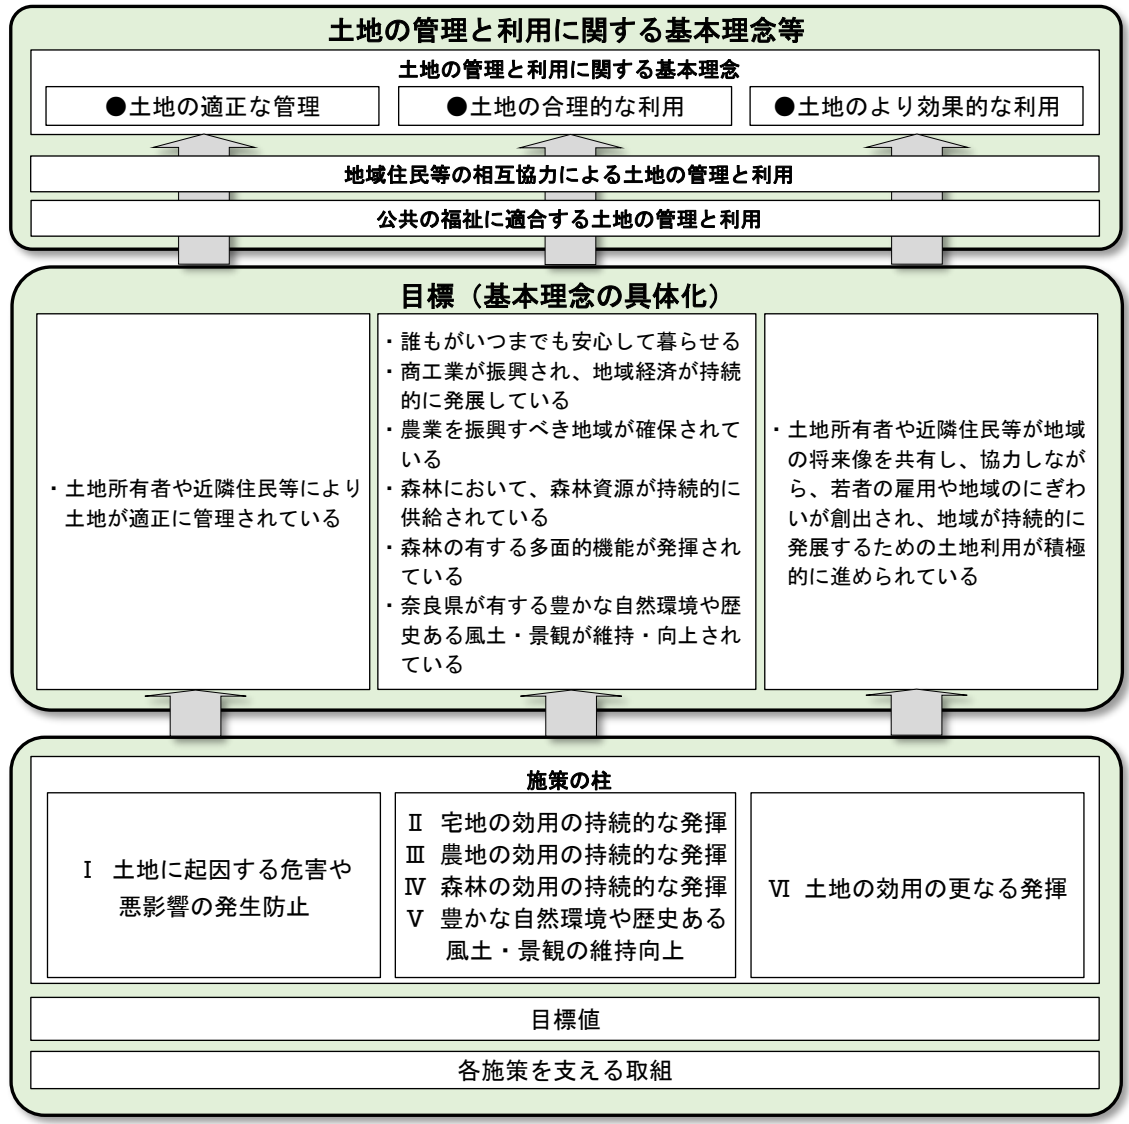 土地の管理と利用に関する基本理念等
土地の管理と利用に関する基本理念
●土地の適正な管理
●土地の合理的な利用
●土地のより効果的な利用
地域住民等の相互協力による土地の管理と利用
公共の福祉に適合する土地の管理と利用
目標（基本理念の具体化）
・土地所有者や近隣住民等により
土地が適正に管理されている
・誰もがいつまでも安心して暮らせる
・商工業が振興され、地域経済が持続
的に発展している
・農業を振興すべき地域が確保されて
いる
・森林において、森林資源が持続的に
供給されている
・森林の有する多面的機能が発揮され
ている
・奈良県が有する豊かな自然環境や歴
史ある風土・景観が維持・向上され
ている
・土地所有者や近隣住民等が地域
の将来像を共有し、協力しなが
ら、若者の雇用や地域のにぎわ
いが創出され、地域が持続的に
発展するための土地利用が積極
的に進められている
施策の柱
Ⅰ 土地に起因する危害や
悪影響の発生防止
Ⅱ 宅地の効用の持続的な発揮
Ⅲ 農地の効用の持続的な発揮
Ⅳ 森林の効用の持続的な発揮
Ⅴ 豊かな自然環境や歴史ある
風土・景観の維持向上
Ⅵ 土地の効用の更なる発揮
目標値
各施策を支える取組